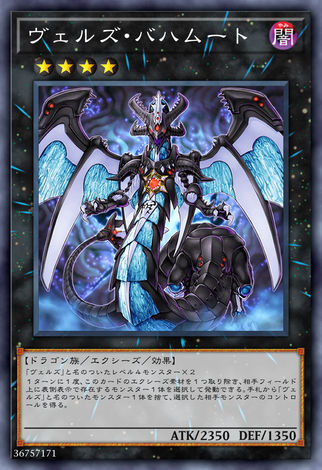 ヴェルズ・バハムート
やみ
闇
【ドラゴン族／エクシーズ／効果】
「ヴェルズ」と名のついたレベル４モンスター×２
１ターンに１度、このカードのエクシーズ素材を１つ取り除き、相手フィールド
上に表側表示で存在するモンスター１体を選択して発動できる。手札から「ヴェ
ルズ」と名のついたモンスター１体を捨て、選択した相手モンスターのコントロ
ールを得る。
ATK/2350 DEF/1350
36757171